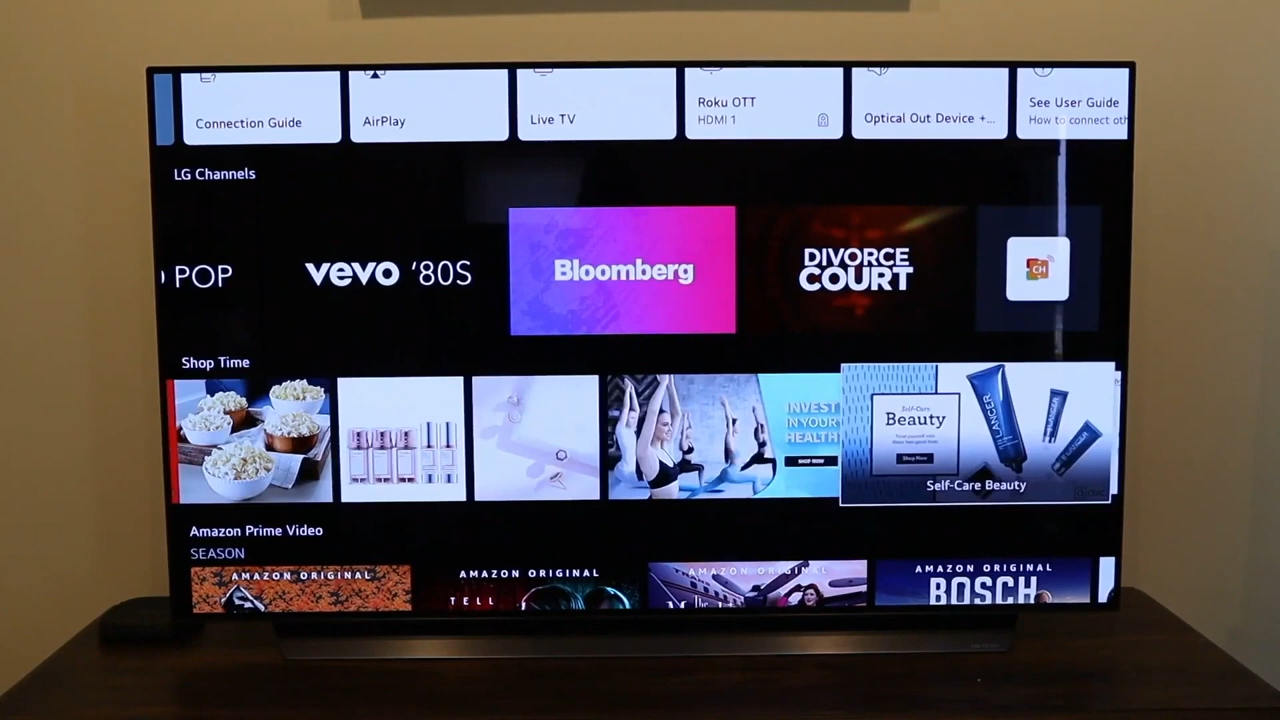 Connection Guide
AirPlay
Live TV
Roku OTT
HDMI 1
Optical Out Device +...
See User Guide
How to connect oth
LG Channels
POP
vevo ‘80S
Bloomberg
DIVORCE
COURT
CH
Shop Time
INVEST
IN YOUR
HEALTH
SHOP NOW
Self-Care
Beauty
Shop Now
LANCER
LANCER
LANCER
Self-Care Beauty
Amazon Prime Video
SEASON
AMAZON ORIGINAL
AMAZON ORIGINAL
TELL
AMAZON ORIGINAL
AMAZON ORIGINAL
BOSCH